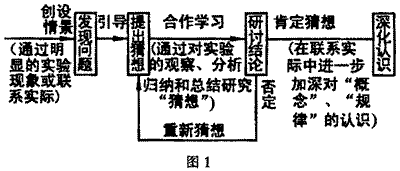 创设情景
(通过明显的实验现象或联系实际)
发现问题
引导
提出猜想
合作学习
(通过对实验的观察、分析归纳和总结研究“猜想”)
研讨结论
肯定猜想
(在联系实际中进一步加深对“概念”、“规律”的认识)
深化认识
否定
重新猜想
图1